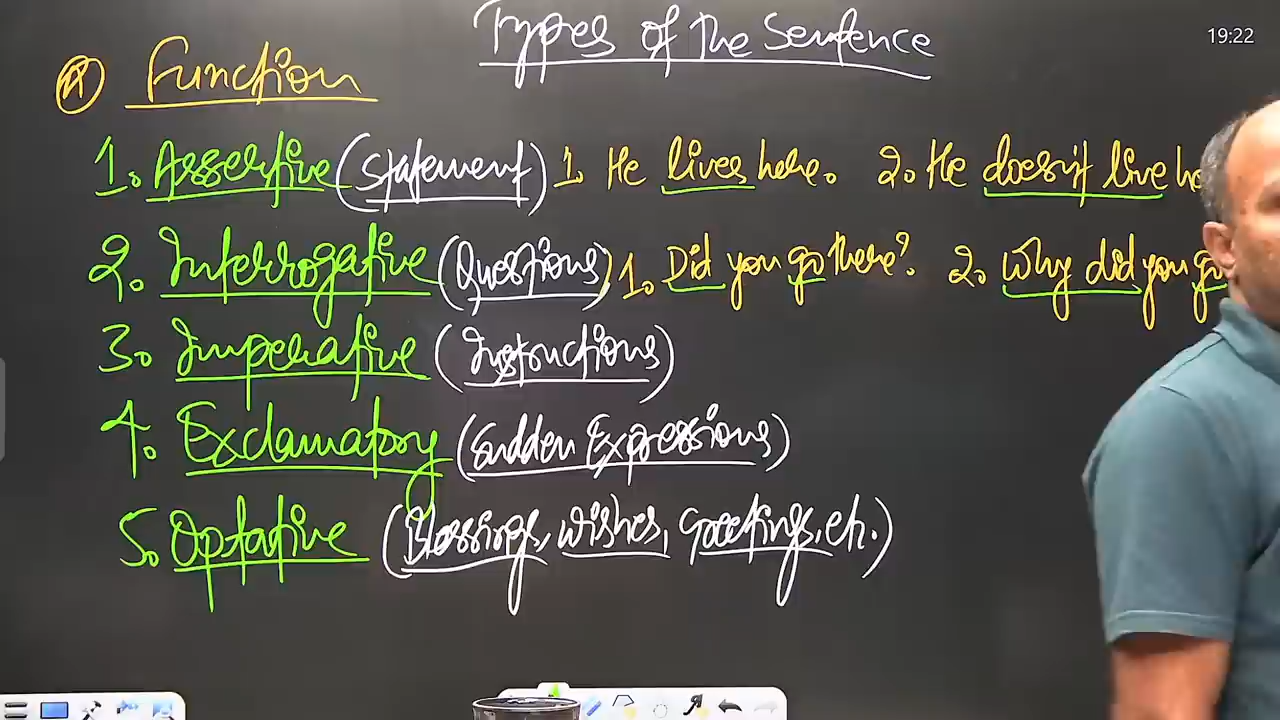 Types of the Sentence
19:22
(A) Function
1. Assertive (Statement) 1. He lives here. 2. He doesn't live he
2. Interrogative (Questions) 1. Did you go there? 2. Why did you go
3. Imperative (Instructions)
4. Exclamatory (Sudden Expressions)
5. Optative (Blessings, wishes, Greetings, etc.)